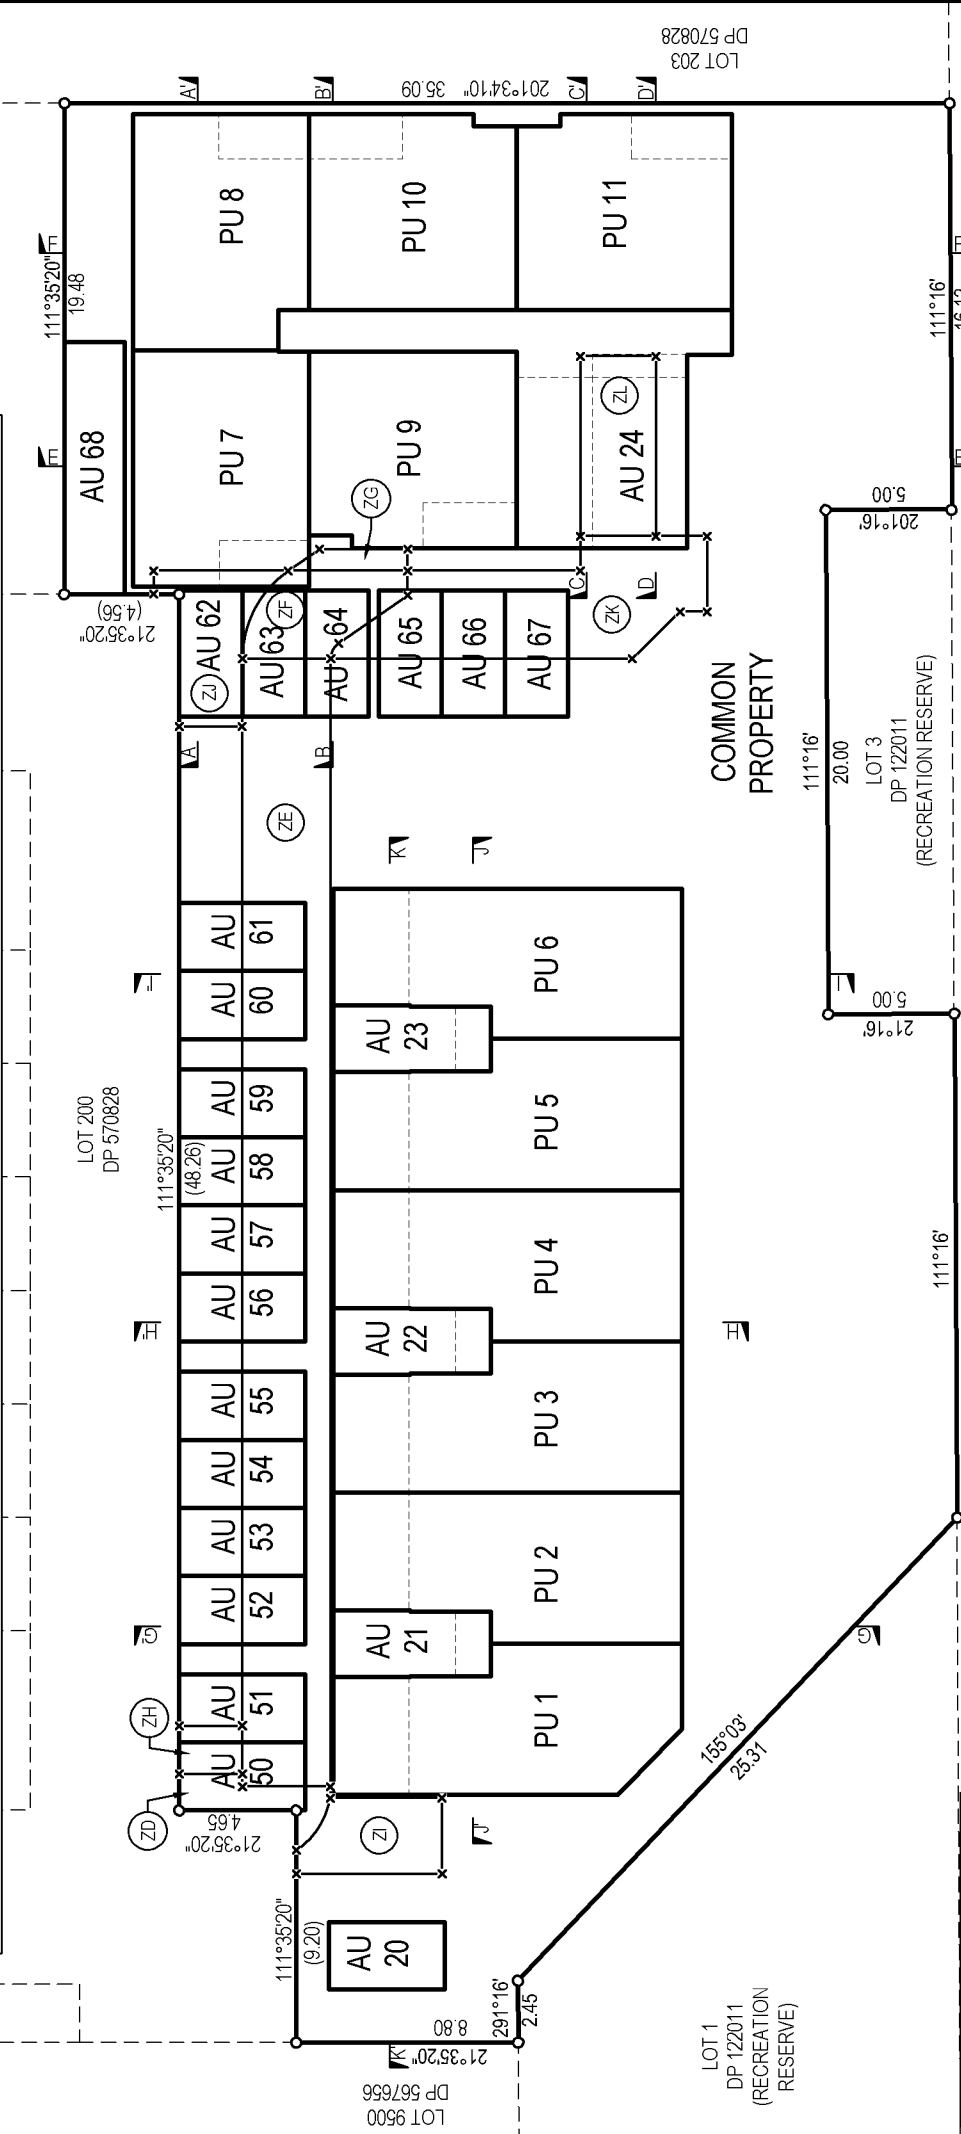 LOT 203
DP 570828
201°34'10" 35.09
A'
B'
C'
D'
F'
111°35'20"
19.48
E'
AU 68
21°35'20"
(4.56)
PU 8
PU 10
PU 11
PU 7
PU 9
AU 24
ZL
ZG
ZF
ZJ
ZK
ZE
C
D
A
B
AU 62
AU 63
AU 64
AU 65
AU 66
AU 67
111°16'
201°16'
5.00
COMMON
PROPERTY
111°16'
20.00
LOT 3
DP 122011
(RECREATION RESERVE)
21°16'
5.00
K'
J'
I'
I
LOT 200
DP 570828
111°35'20"
(48.26)
AU
61
AU
60
AU
59
AU
58
AU
57
AU
56
AU
55
AU
54
AU
53
AU
52
AU
51
AU
50
PU 6
AU
23
PU 5
PU 4
AU
22
PU 3
PU 2
AU
21
PU 1
H'
H
G'
G
111°16'
155°03'
25.31
ZH
ZD
ZI
J
21°35'20"
4.65
111°35'20"
(9.20)
AU
20
291°16'
2.45
21°35'20"
8.80
K
LOT 9500
DP 567656
LOT 1
DP 122011
(RECREATION
RESERVE)